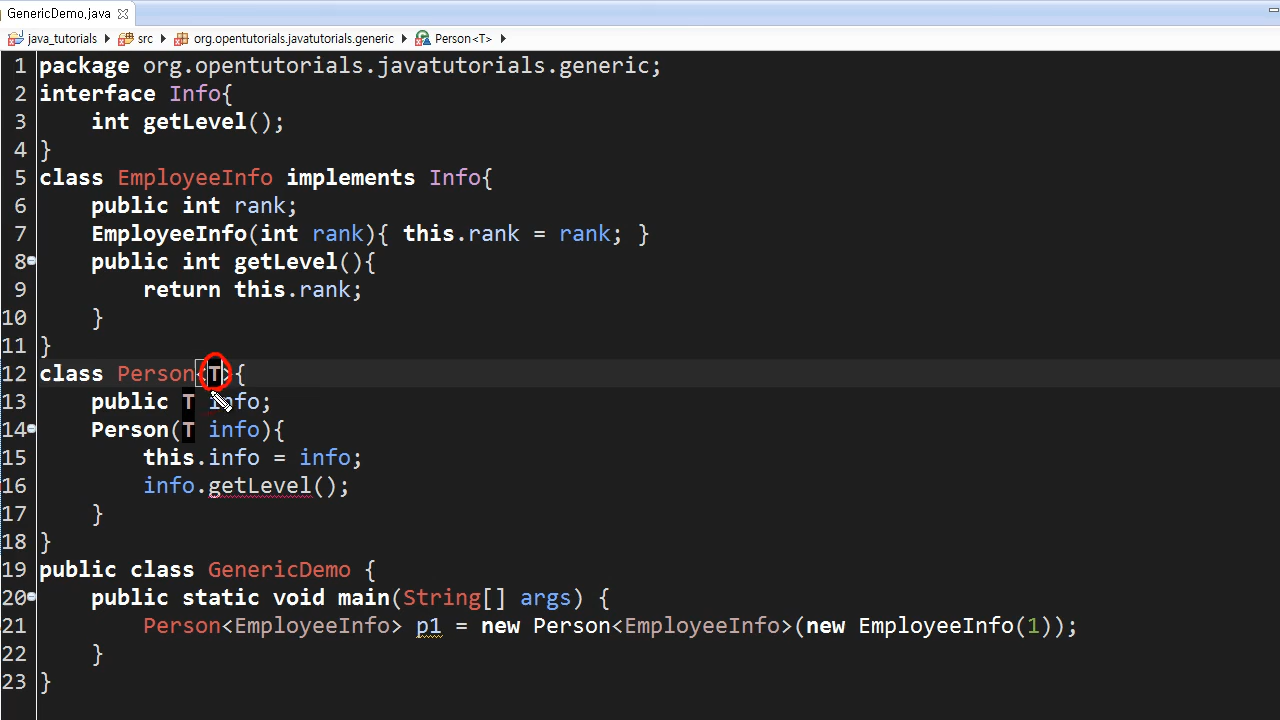 GenericDemo.java
java_tutorials src org.opentutorials.javatutorials.generic Person<T>
1 package org.opentutorials.javatutorials.generic;
2 interface Info{
3 int getLevel();
4 }
5 class EmployeeInfo implements Info{
6 public int rank;
7 EmployeeInfo(int rank){ this.rank = rank; }
8 public int getLevel(){
9 return this.rank;
10 }
11 }
12 class Person<T>{
13 public T info;
14 Person(T info){
15 this.info = info;
16 info.getLevel();
17 }
18 }
19 public class GenericDemo {
20 public static void main(String[] args) {
21 Person<EmployeeInfo> p1 = new Person<EmployeeInfo>(new EmployeeInfo(1));
22 }
23 }